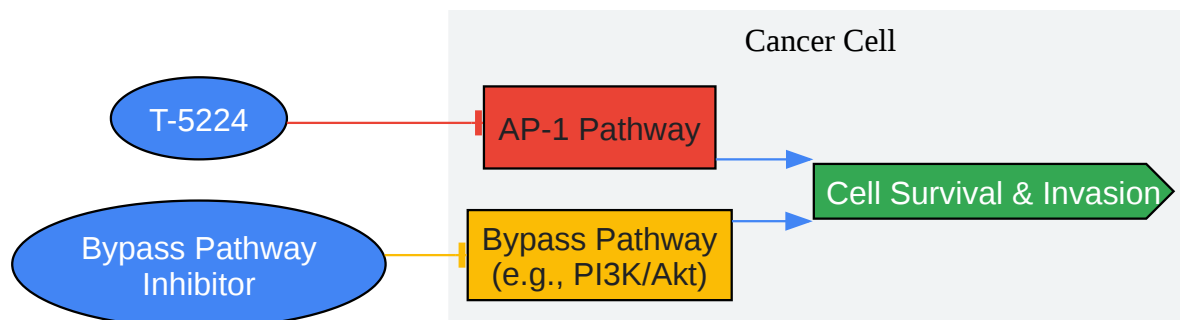 Cancer Cell
T-5224
AP-1 Pathway
Cell Survival & Invasion
Bypass Pathway
Inhibitor
Bypass Pathway
(e.g., PI3K/Akt)